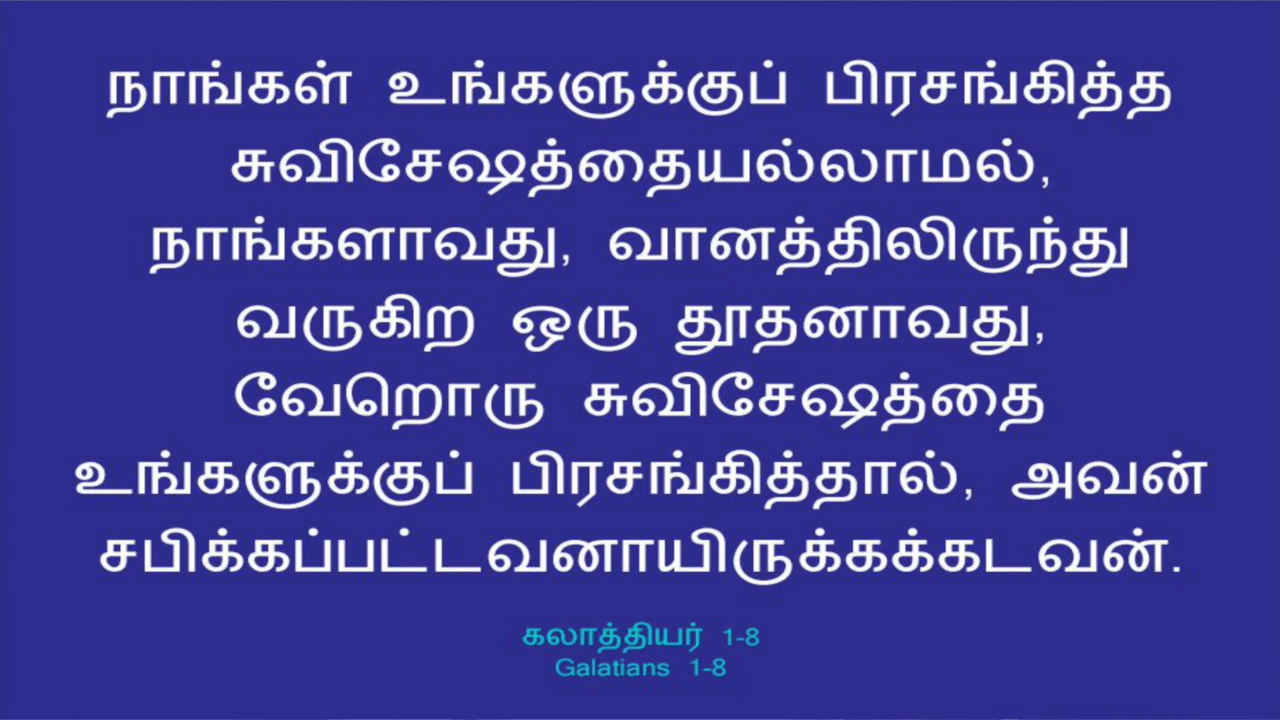 நாங்கள் உங்களுக்குப் பிரசங்கித்த
சுவிசேஷத்தையல்லாமல்,
நாங்களாவது, வானத்திலிருந்து
வருகிற ஒரு தூதனாவது,
வேறொரு சுவிசேஷத்தை
உங்களுக்குப் பிரசங்கித்தால், அவன்
சபிக்கப்பட்டவனாயிருக்கக்கடவன்.
கலாத்தியர் 1-8
Galatians 1-8